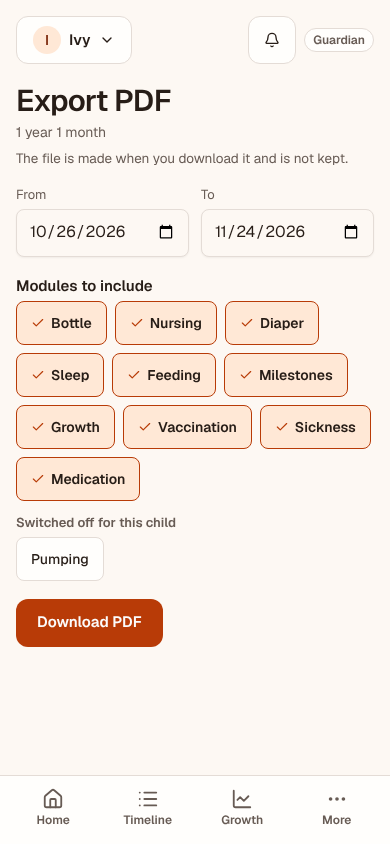 I Ivy
Guardian
Export PDF
1 year 1 month
The file is made when you download it and is not kept.
From To
10/26/2026 11/24/2026
Modules to include
Bottle Nursing Diaper
Sleep Feeding Milestones
Growth Vaccination Sickness
Medication
Switched off for this child
Pumping
Download PDF
Home Timeline Growth More